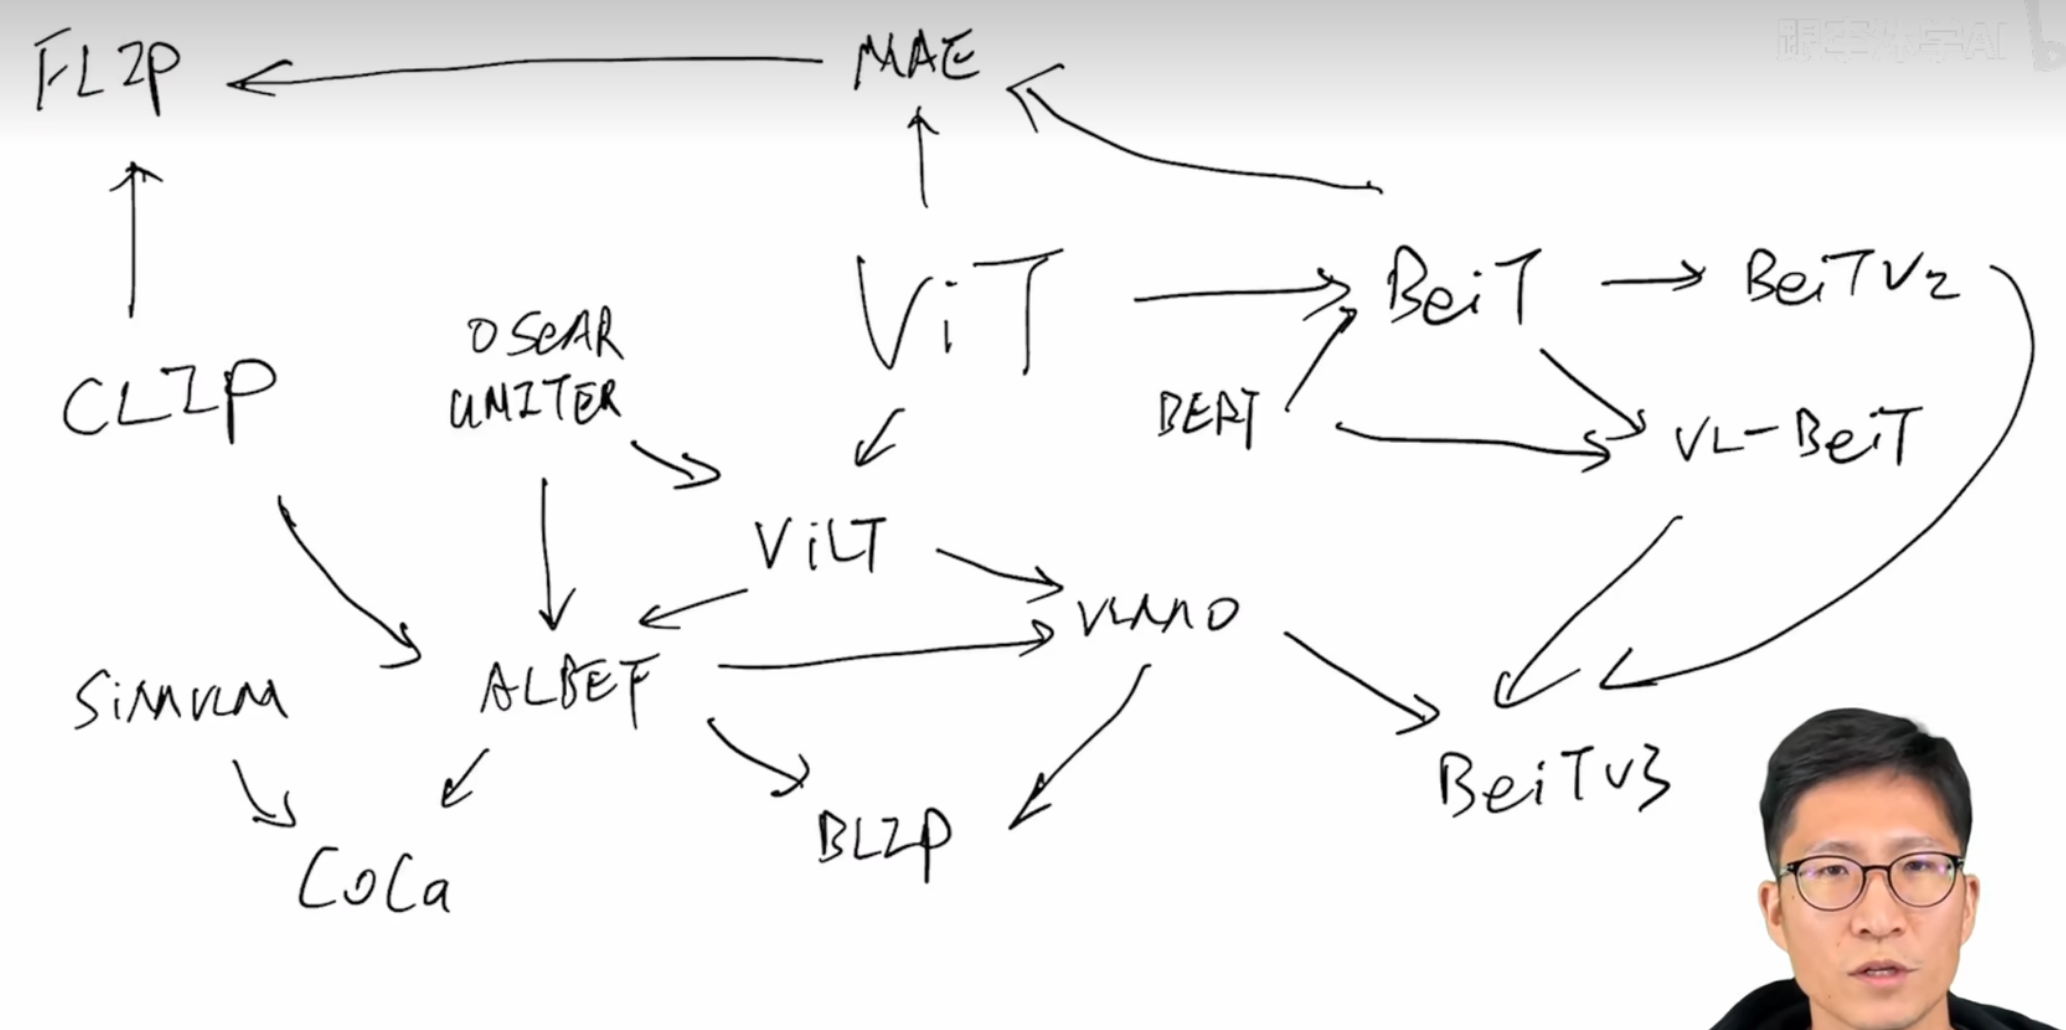 跟李沐学AI
FLIP
MAE
ViT
BeiT
BeiTv2
OSCAR
UNITER
CLIP
BERT
VL-BeiT
ViLT
VLMO
SimVLM
ALBEF
BeiTv3
BLIP
CoCa